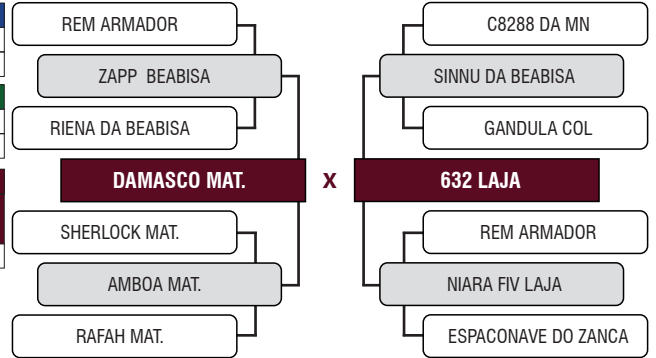 REM ARMADOR
ZAPP BEABISA
RIENA DA BEABISA
DAMASCO MAT.
SHERLOCK MAT.
AMBOA MAT.
RAFAH MAT.
X
C8288 DA MN
SINNU DA BEABISA
GANDULA COL
632 LAJA
REM ARMADOR
NIARA FIV LAJA
ESPACONAVE DO ZANCA